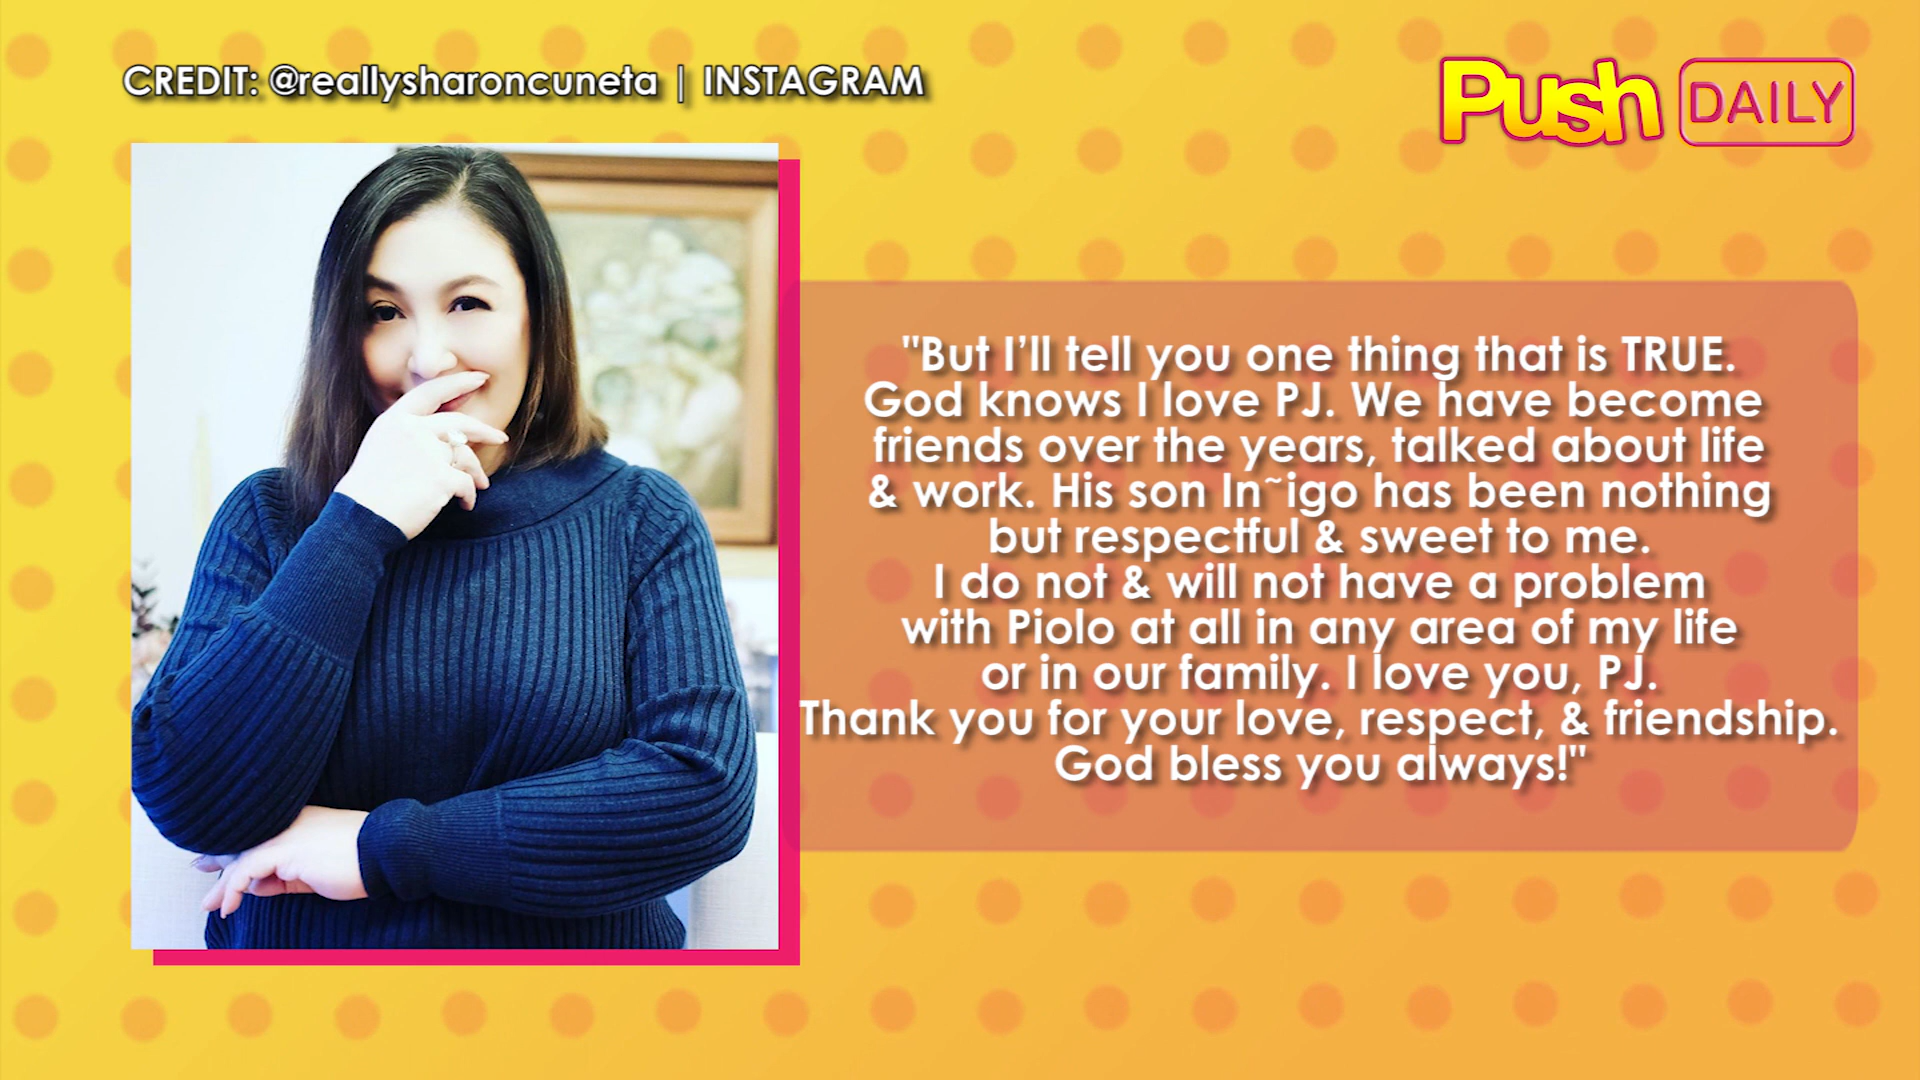 CREDIT: @reallysharoncuneta | INSTAGRAM
Push DAILY
"But I’ll tell you one thing that is TRUE.
God knows I love PJ. We have become
friends over the years, talked about life
& work. His son In~igo has been nothing
but respectful & sweet to me.
I do not & will not have a problem
with Piolo at all in any area of my life
or in our family. I love you, PJ.
Thank you for your love, respect, & friendship.
God bless you always!"